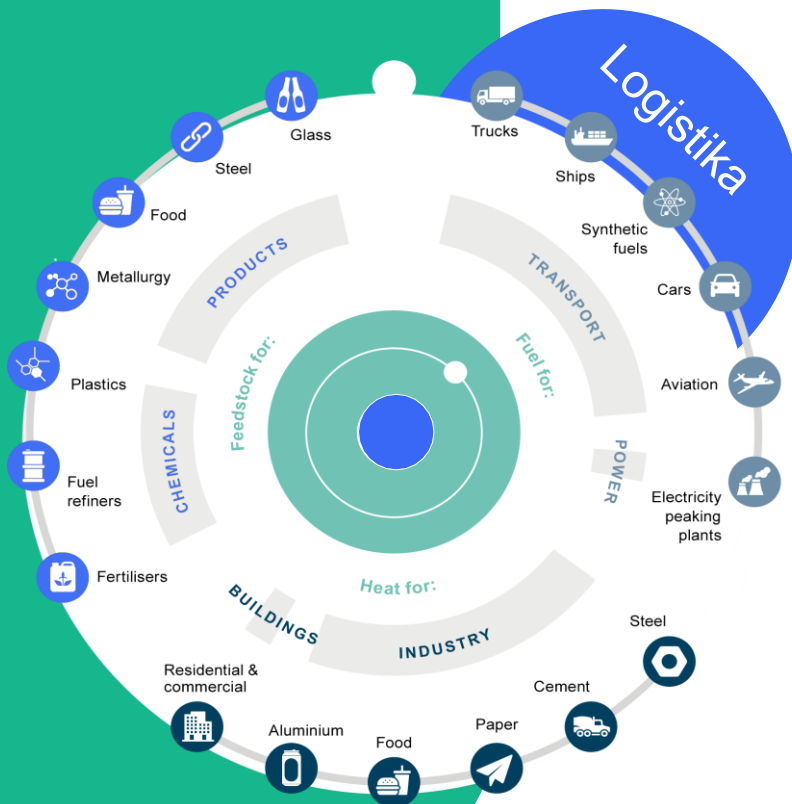 Logistika
Glass
Steel
Food
Metallurgy
Plastics
Fuel
refiners
Fertilisers
Trucks
Ships
Synthetic
fuels
Cars
Aviation
Electricity
peaking
plants
PRODUCTS
CHEMICALS
Feedstock for:
TRANSPORT
Fuel for:
POWER
Heat for:
BUILDINGS
INDUSTRY
Residential &
commercial
Aluminium
Food
Paper
Cement
Steel